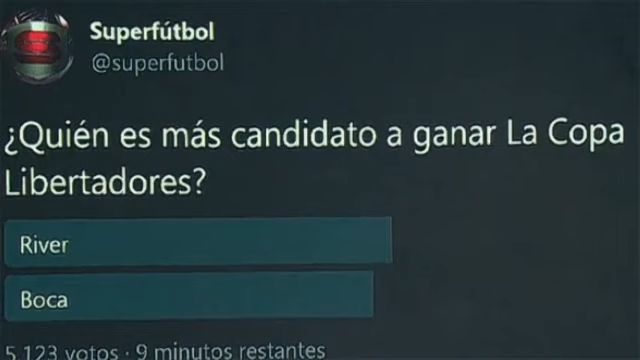 Superfútbol
@superfutbol
¿Quién es más candidato a ganar La Copa
Libertadores?
River
Boca
5.123 votos · 9 minutos restantes